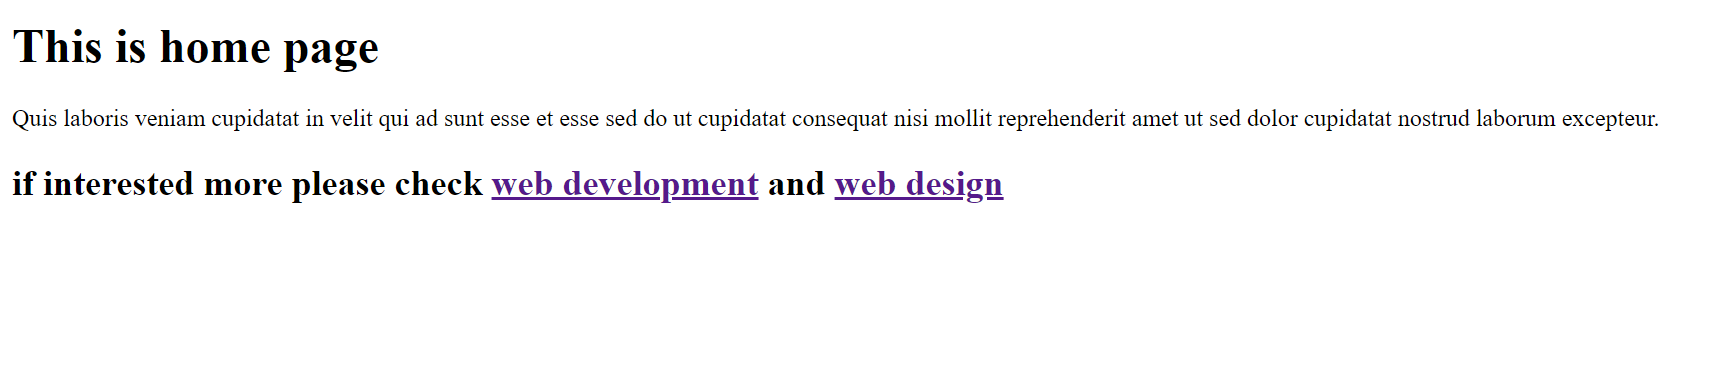 This is home page
Quis laboris veniam cupidatat in velit qui ad sunt esse et esse sed do ut cupidatat consequat nisi mollit reprehenderit amet ut sed dolor cupidatat nostrud laborum excepteur.
if interested more please check web development and web design